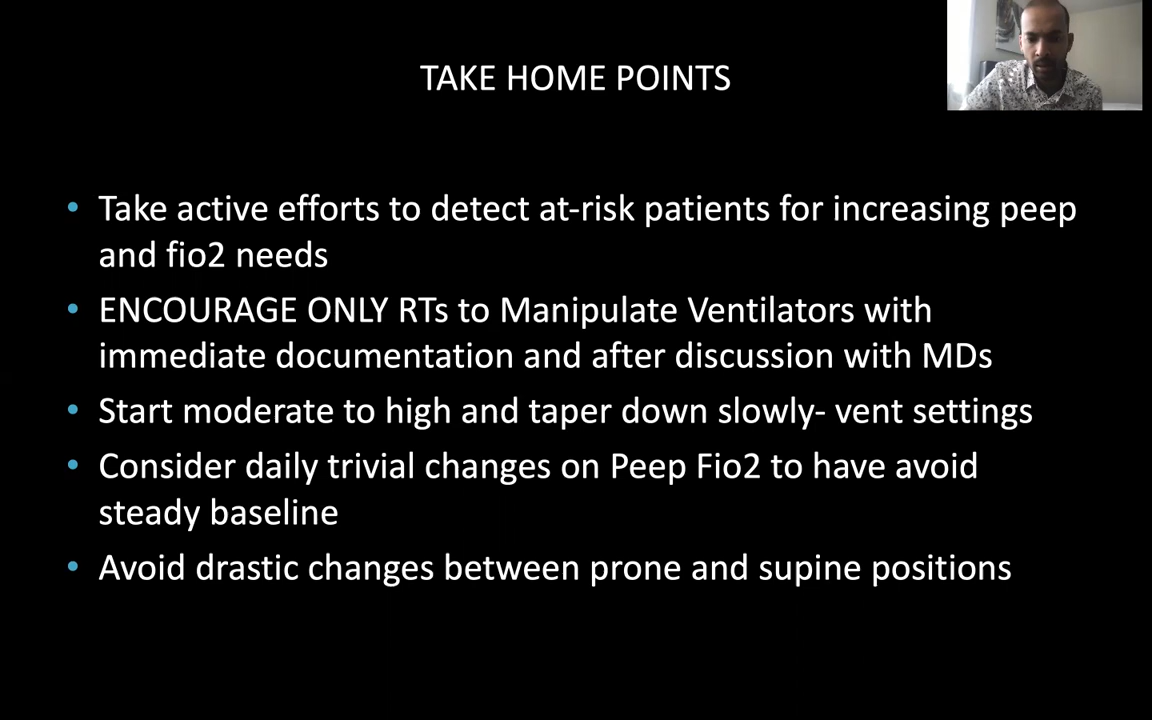 TAKE HOME POINTS
• Take active efforts to detect at-risk patients for increasing peep
and fio2 needs
• ENCOURAGE ONLY RTs to Manipulate Ventilators with
immediate documentation and after discussion with MDs
• Start moderate to high and taper down slowly- vent settings
• Consider daily trivial changes on Peep Fio2 to have avoid
steady baseline
• Avoid drastic changes between prone and supine positions